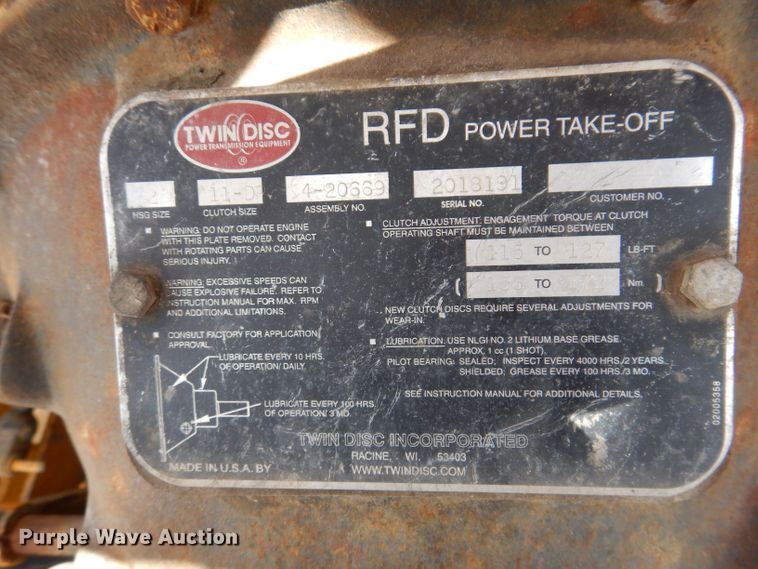 TWIN DISC
POWER TRANSMISSION EQUIPMENT
®
RFD POWER TAKE-OFF
4-20669
2013191
HSG SIZE
CLUTCH SIZE
ASSEMBLY NO.
SERIAL NO.
CUSTOMER NO.
WARNING: DO NOT OPERATE ENGINE
WITH THIS PLATE REMOVED. CONTACT
WITH ROTATING PARTS CAN CAUSE
SERIOUS INJURY.
WARNING: EXCESSIVE SPEEDS CAN
CAUSE EXPLOSIVE FAILURE. REFER TO
INSTRUCTION MANUAL FOR MAX. RPM
AND ADDITIONAL LIMITATIONS.
CONSULT FACTORY FOR APPLICATION
APPROVAL.
LUBRICATE EVERY 10 HRS.
OF OPERATION/ DAILY.
LUBRICATE EVERY 100 HRS.
OF OPERATION/ 3 MO.
CLUTCH ADJUSTMENT: ENGAGEMENT TORQUE AT CLUTCH
OPERATING SHAFT MUST BE MAINTAINED BETWEEN
115 TO 127 LB-FT
( TO Nm )
NEW CLUTCH DISCS REQUIRE SEVERAL ADJUSTMENTS FOR
WEAR-IN.
LUBRICATION: USE NLGI NO. 2 LITHIUM BASE GREASE.
APPROX. 1 cc (1 SHOT).
PILOT BEARING: SEALED; INSPECT EVERY 4000 HRS./2 YEARS.
SHIELDED; GREASE EVERY 100 HRS./3 MO.
SEE INSTRUCTION MANUAL FOR ADDITIONAL DETAILS.
02005358
TWIN DISC INCORPORATED
RACINE, WI. 53403
MADE IN U.S.A. BY
WWW.TWINDISC.COM
Purple Wave Auction